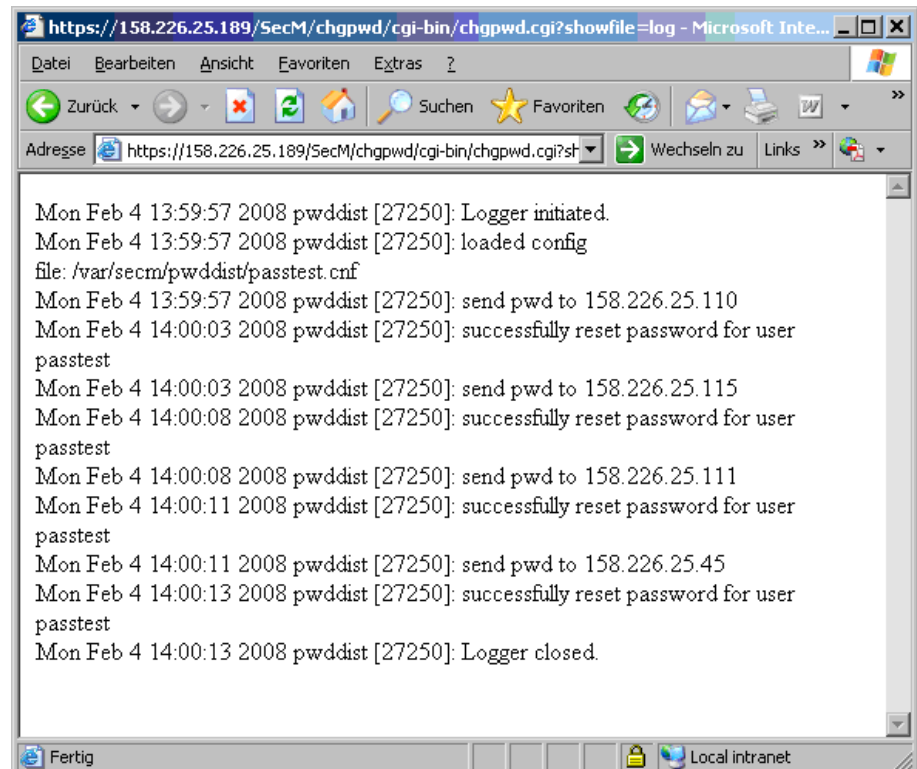 https://158.226.25.189/SecM/chgpwd/cgi-bin/chgpwd.cgi?showfile=log - Microsoft Inte...
Datei Bearbeiten Ansicht Favoriten Extras ?
Zurück Suchen Favoriten W »
Adresse https://158.226.25.189/SecM/chgpwd/cgi-bin/chgpwd.cgi?sh Wechseln zu Links »
Mon Feb 4 13:59:57 2008 pwddist [27250]: Logger initiated.
Mon Feb 4 13:59:57 2008 pwddist [27250]: loaded config
file: /var/secm/pwddist/passtest.cnf
Mon Feb 4 13:59:57 2008 pwddist [27250]: send pwd to 158.226.25.110
Mon Feb 4 14:00:03 2008 pwddist [27250]: successfully reset password for user
passtest
Mon Feb 4 14:00:03 2008 pwddist [27250]: send pwd to 158.226.25.115
Mon Feb 4 14:00:08 2008 pwddist [27250]: successfully reset password for user
passtest
Mon Feb 4 14:00:08 2008 pwddist [27250]: send pwd to 158.226.25.111
Mon Feb 4 14:00:11 2008 pwddist [27250]: successfully reset password for user
passtest
Mon Feb 4 14:00:11 2008 pwddist [27250]: send pwd to 158.226.25.45
Mon Feb 4 14:00:13 2008 pwddist [27250]: successfully reset password for user
passtest
Mon Feb 4 14:00:13 2008 pwddist [27250]: Logger closed.
Fertig Local intranet